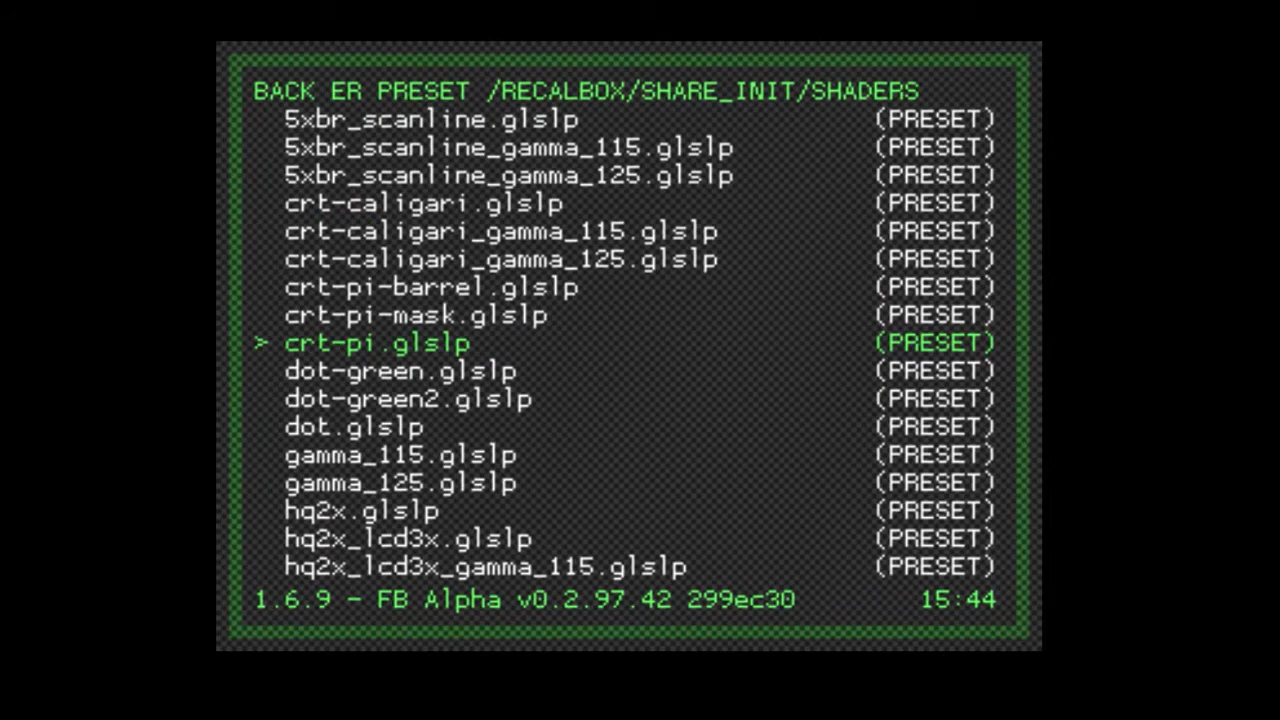 BACK ER PRESET /RECALBOX/SHARE_INIT/SHADERS
5xbr_scanline.glslp (PRESET)
5xbr_scanline_gamma_115.glslp (PRESET)
5xbr_scanline_gamma_125.glslp (PRESET)
crt-caligari.glslp (PRESET)
crt-caligari_gamma_115.glslp (PRESET)
crt-caligari_gamma_125.glslp (PRESET)
crt-pi-barrel.glslp (PRESET)
crt-pi-mask.glslp (PRESET)
> crt-pi.glslp (PRESET)
dot-green.glslp (PRESET)
dot-green2.glslp (PRESET)
dot.glslp (PRESET)
gamma_115.glslp (PRESET)
gamma_125.glslp (PRESET)
hq2x.glslp (PRESET)
hq2x_lcd3x.glslp (PRESET)
hq2x_lcd3x_gamma_115.glslp (PRESET)
1.6.9 - FB Alpha v0.2.97.42 299ec30 15:44